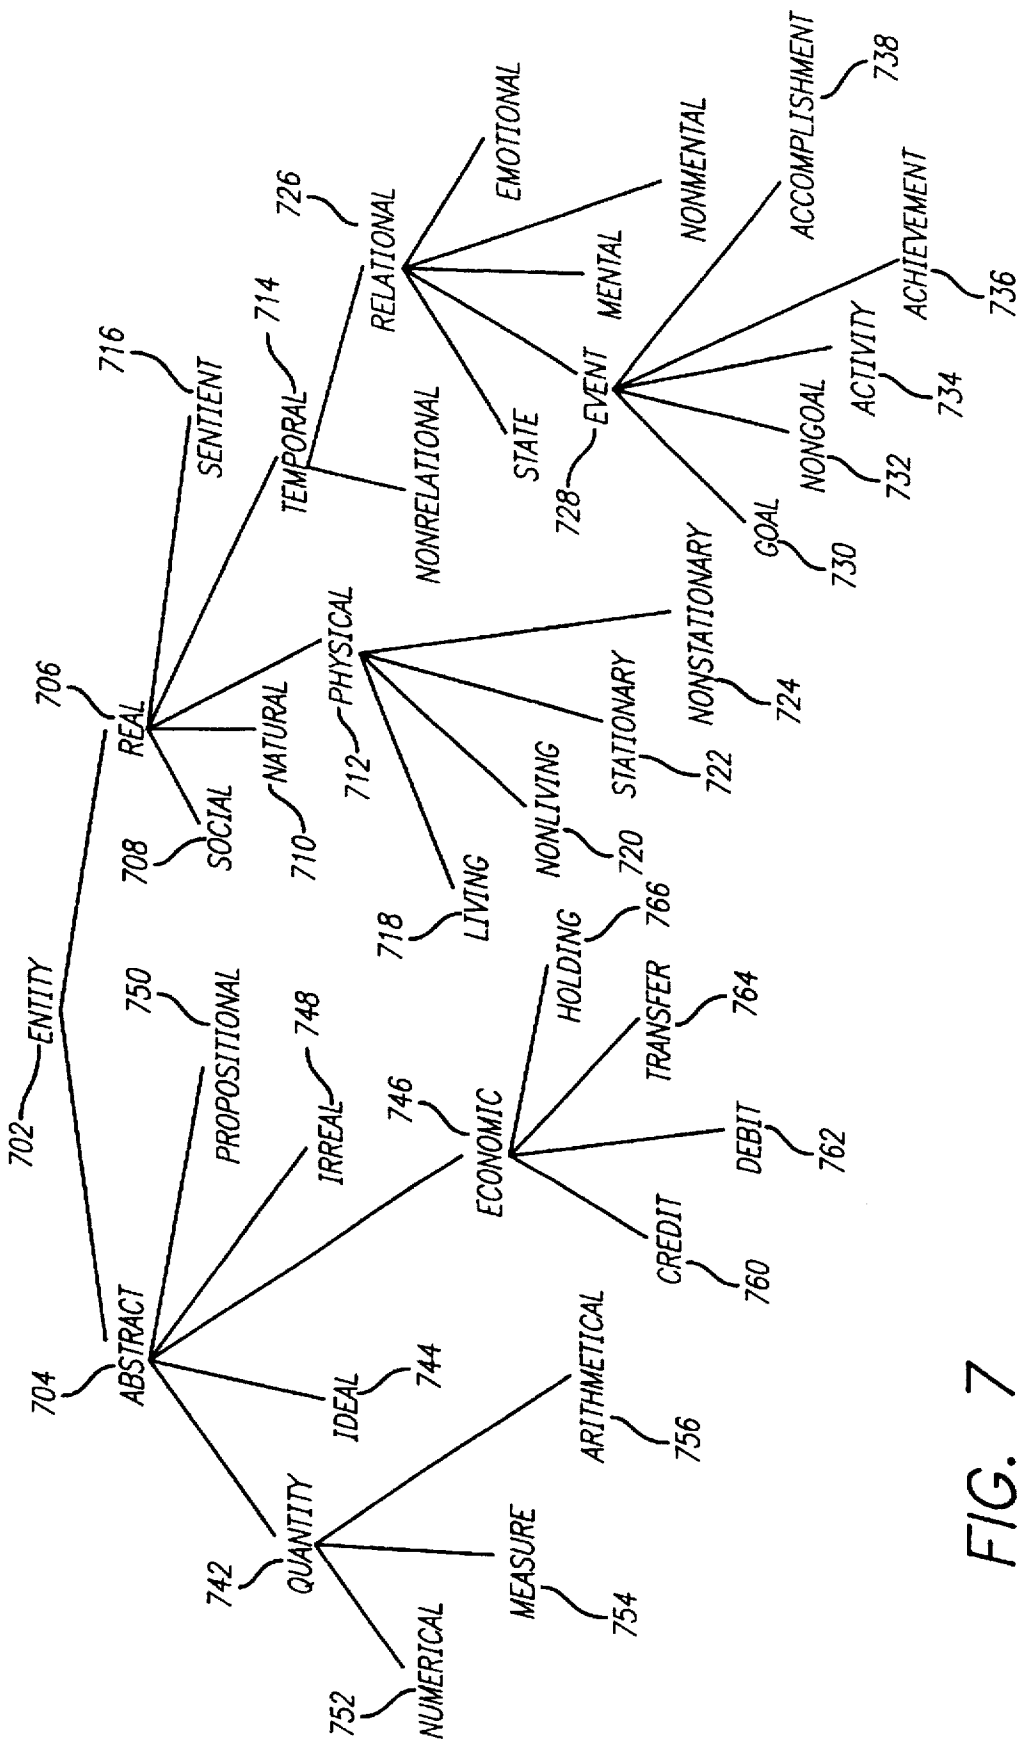 702
ENTITY
704
ABSTRACT
706
REAL
750
PROPOSITIONAL
748
IRREAL
746
ECONOMIC
744
IDEAL
742
QUANTITY
752
NUMERICAL
754
MEASURE
756
ARITHMETICAL
760
CREDIT
762
DEBIT
764
TRANSFER
766
HOLDING
708
SOCIAL
710
NATURAL
712
PHYSICAL
714
TEMPORAL
716
SENTIENT
718
LIVING
720
NONLIVING
722
STATIONARY
724
NONSTATIONARY
NONRELATIONAL
726
RELATIONAL
STATE
728
EVENT
MENTAL
NONMENTAL
EMOTIONAL
730
GOAL
732
NONGOAL
734
ACTIVITY
736
ACHIEVEMENT
738
ACCOMPLISHMENT
FIG. 7